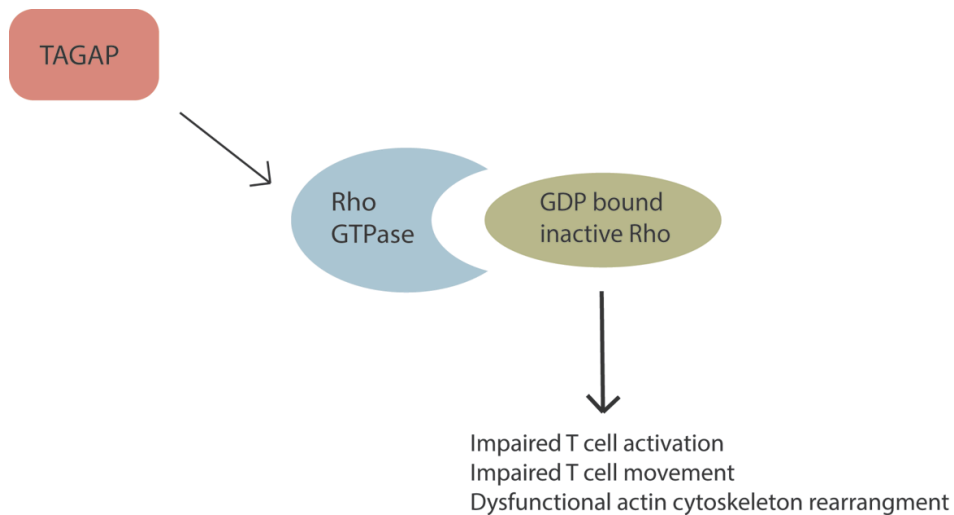 TAGAP
Rho
GTPase
GDP bound
inactive Rho
Impaired T cell activation
Impaired T cell movement
Dysfunctional actin cytoskeleton rearrangment